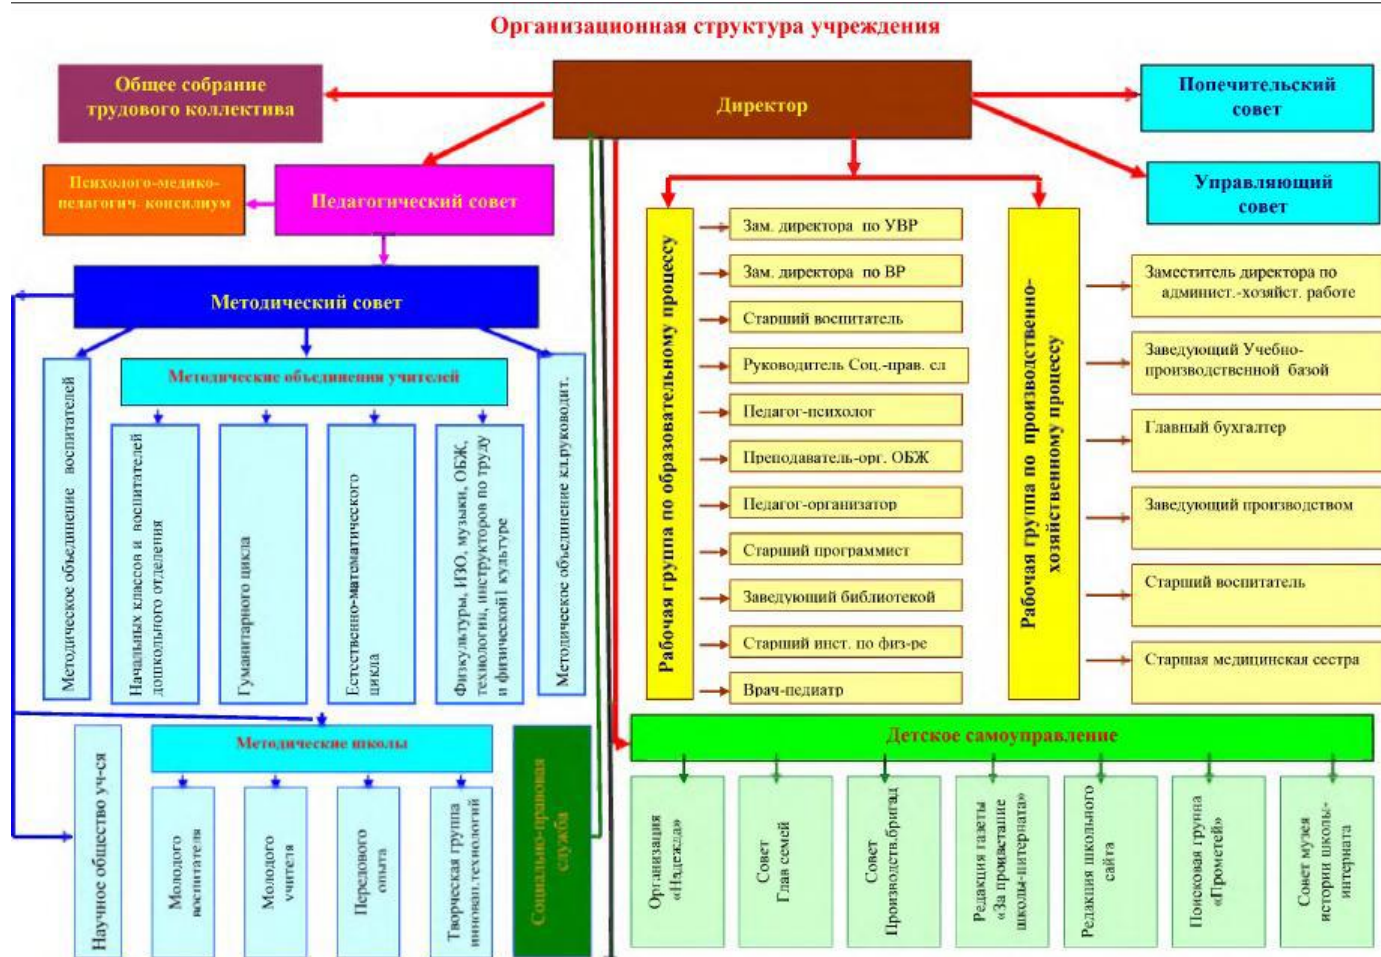 Организационная структура учреждения
Общее собрание
трудового коллектива
Директор
Попечительский
совет
Психолого-медико-
педагогич- консилиум
Педагогический совет
Управляющий
совет
Методический совет
Методическое объединение воспитателей
Методические объединения учителей
Начальных классов и воспитателей
дошкольного отделения
Гуманитарного цикла
Естественно-математического
цикла
Физкультуры, ИЗО, музыки, ОБЖ,
технологии, инструкторов по труду
и физической культуре
Методическое объединение кл.руководит.
Рабочая группа по образовательному процессу
Зам. директора по УВР
Зам. директора по ВР
Старший воспитатель
Руководитель Соц.-прав. сл
Педагог-психолог
Преподаватель-орг. ОБЖ
Педагог-организатор
Старший программист
Заведующий библиотекой
Старший инст. по физ-ре
Врач-педиатр
Рабочая группа по производственно-
хозяйственному процессу
Заместитель директора по
админист.-хозяйст. работе
Заведующий Учебно-
производственной базой
Главный бухгалтер
Заведующий производством
Старший воспитатель
Старшая медицинская сестра
Научное общество уч-ся
Методические школы
Молодого
воспитателя
Молодого
учителя
Передового
опыта
Творческая группа
инновац.технологий
Социально-правовая
служба
Детское самоуправление
Организация
«Надежда»
Совет
Глав семей
Совет
Производств.бригад
Редакция газеты
«За процветание
школы-интерната»
Редакция школьного
сайта
Поисковая группа
«Прометей»
Совет музея
истории школы-
интерната